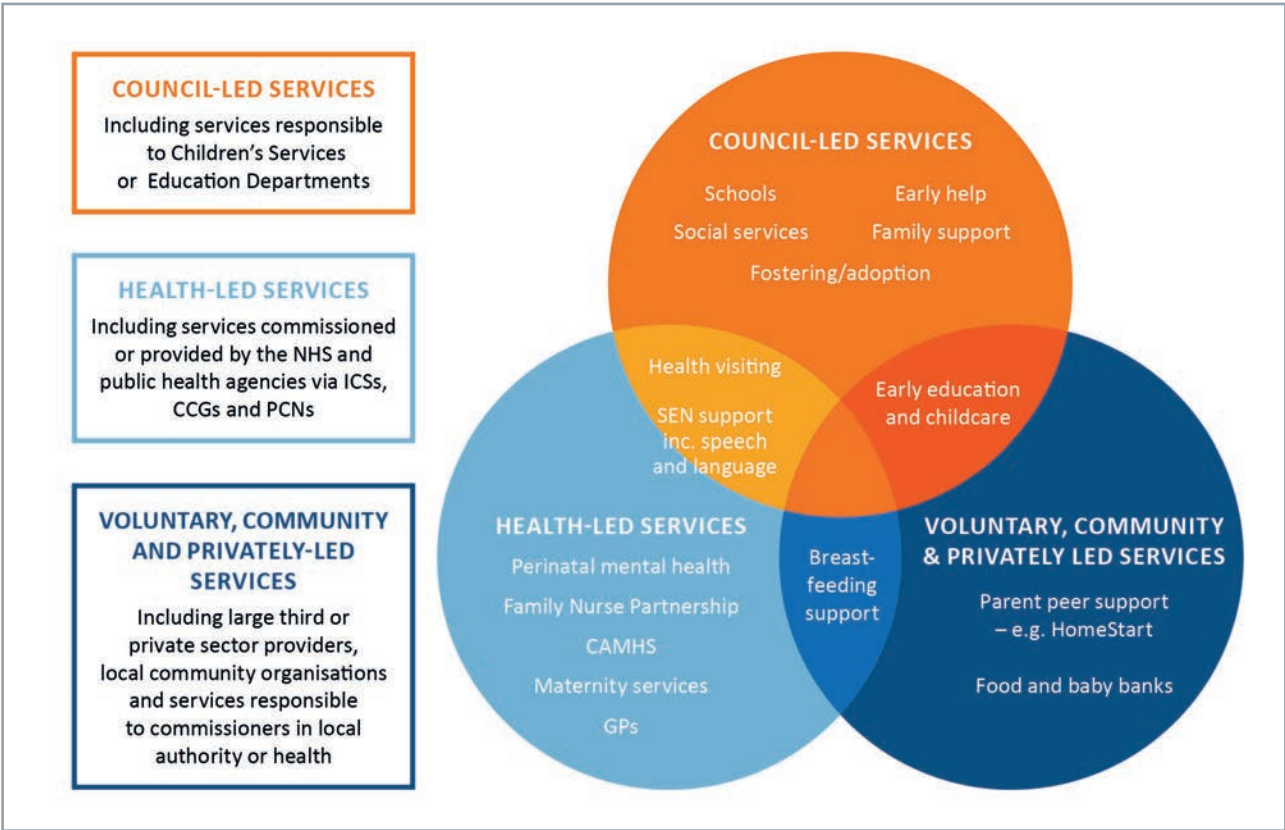 COUNCIL-LED SERVICES
Including services responsible
to Children’s Services
or Education Departments
HEALTH-LED SERVICES
Including services commissioned
or provided by the NHS and
public health agencies via ICSs,
CCGs and PCNs
VOLUNTARY, COMMUNITY
AND PRIVATELY-LED
SERVICES
Including large third or
private sector providers,
local community organisations
and services responsible
to commissioners in local
authority or health
COUNCIL-LED SERVICES
Schools
Early help
Social services
Family support
Fostering/adoption
Health visiting
SEN support
inc. speech
and language
Early education
and childcare
HEALTH-LED SERVICES
Perinatal mental health
Family Nurse Partnership
CAMHS
Maternity services
GPs
Breast-
feeding
support
VOLUNTARY, COMMUNITY
& PRIVATELY LED SERVICES
Parent peer support
– e.g. HomeStart
Food and baby banks